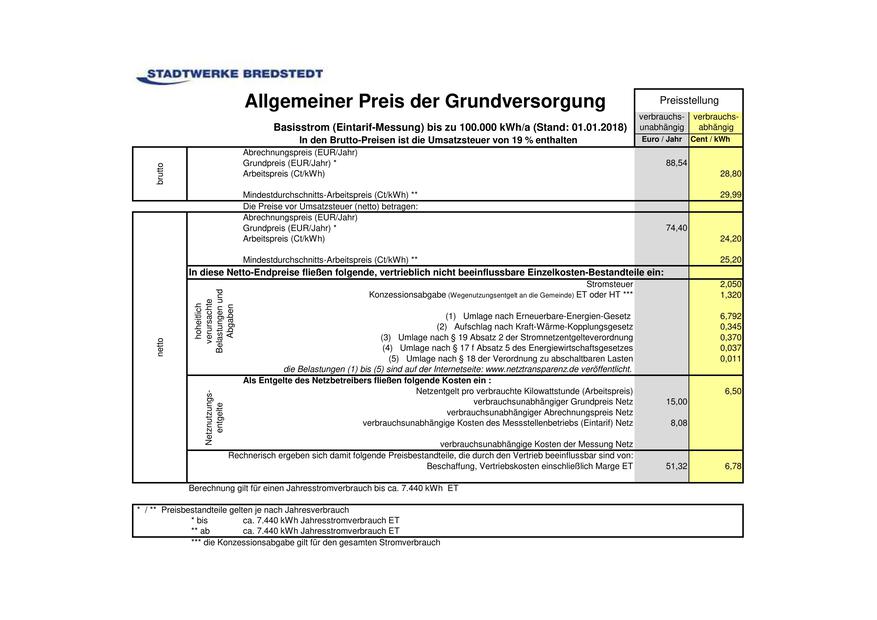 STADTWERKE BREDSTEDT
Allgemeiner Preis der Grundversorgung
Preisstellung
Basisstrom (Eintarif-Messung) bis zu 100.000 kWh/a (Stand: 01.01.2018)
verbrauchs-unabhängig verbrauchs-abhängig
In den Brutto-Preisen ist die Umsatzsteuer von 19 % enthalten Euro / Jahr Cent / kWh
brutto
Abrechnungspreis (EUR/Jahr)
Grundpreis (EUR/Jahr) * 88,54
Arbeitspreis (Ct/kWh) 28,80
Mindestdurchschnitts-Arbeitspreis (Ct/kWh) ** 29,99
Die Preise vor Umsatzsteuer (netto) betragen:
netto
Abrechnungspreis (EUR/Jahr)
Grundpreis (EUR/Jahr) * 74,40
Arbeitspreis (Ct/kWh) 24,20
Mindestdurchschnitts-Arbeitspreis (Ct/kWh) ** 25,20
In diese Netto-Endpreise fließen folgende, vertrieblich nicht beeinflussbare Einzelkosten-Bestandteile ein:
hoheitlich
verursachte
Belastungen und
Abgaben
Stromsteuer 2,050
Konzessionsabgabe (Wegenutzungsentgelt an die Gemeinde) ET oder HT *** 1,320
(1) Umlage nach Erneuerbare-Energien-Gesetz 6,792
(2) Aufschlag nach Kraft-Wärme-Kopplungsgesetz 0,345
(3) Umlage nach § 19 Absatz 2 der Stromnetzentgelteverordnung 0,370
(4) Umlage nach § 17 f Absatz 5 des Energiewirtschaftsgesetzes 0,037
(5) Umlage nach § 18 der Verordnung zu abschaltbaren Lasten 0,011
die Belastungen (1) bis (5) sind auf der Internetseite: www.netztransparenz.de veröffentlicht.
Netznutzungs-
entgelte
Als Entgelte des Netzbetreibers fließen folgende Kosten ein :
Netzentgelt pro verbrauchte Kilowattstunde (Arbeitspreis) 6,50
verbrauchsunabhängiger Grundpreis Netz 15,00
verbrauchsunabhängiger Abrechnungspreis Netz
verbrauchsunabhängige Kosten des Messstellenbetriebs (Eintarif) Netz 8,08
verbrauchsunabhängige Kosten der Messung Netz
Rechnerisch ergeben sich damit folgende Preisbestandteile, die durch den Vertrieb beeinflussbar sind von:
Beschaffung, Vertriebskosten einschließlich Marge ET 51,32 6,78
Berechnung gilt für einen Jahresstromverbrauch bis ca. 7.440 kWh ET
* / ** Preisbestandteile gelten je nach Jahresverbrauch
* bis ca. 7.440 kWh Jahresstromverbrauch ET
** ab ca. 7.440 kWh Jahresstromverbrauch ET
*** die Konzessionsabgabe gilt für den gesamten Stromverbrauch